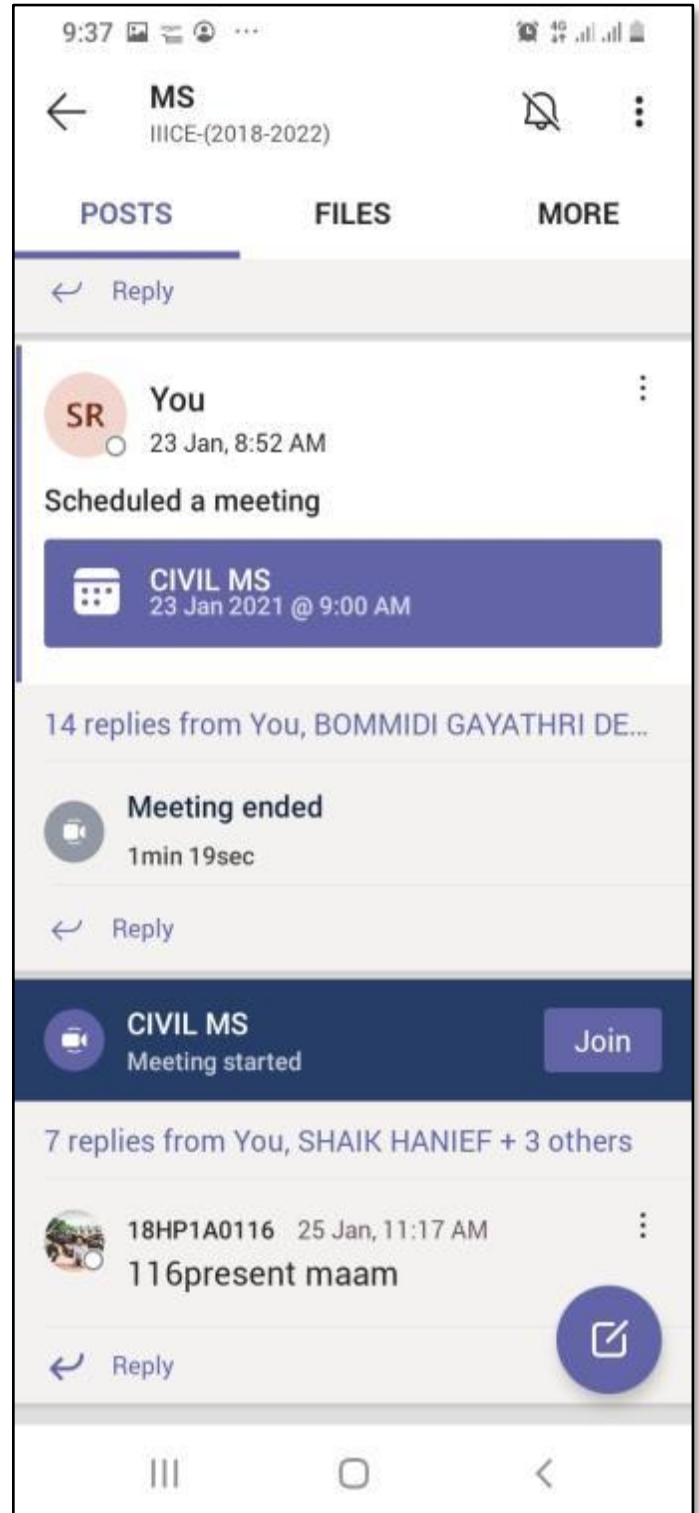 9:37 ... 4G
MS
IIICE-(2018-2022)
POSTS FILES MORE
Reply
SR You
23 Jan, 8:52 AM
Scheduled a meeting
CIVIL MS
23 Jan 2021 @ 9:00 AM
14 replies from You, BOMMIDI GAYATHRI DE...
Meeting ended
1min 19sec
Reply
CIVIL MS
Meeting started
Join
7 replies from You, SHAIK HANIEF + 3 others
18HP1A0116 25 Jan, 11:17 AM
116present maam
Reply